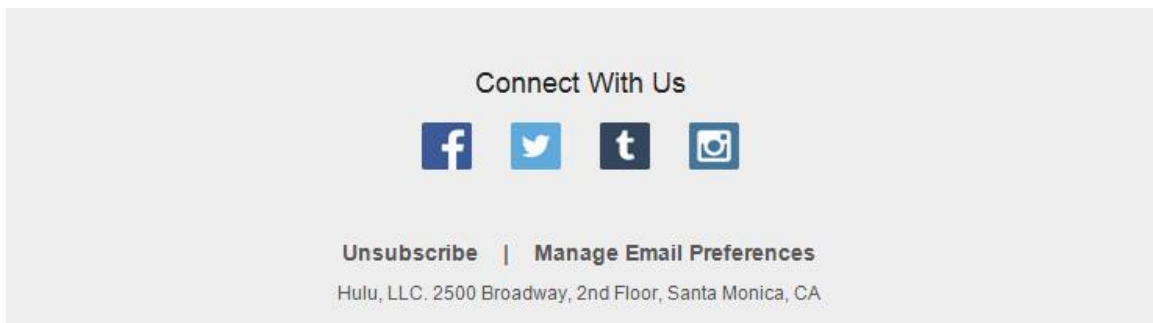 Connect With Us
f t
Unsubscribe | Manage Email Preferences
Hulu, LLC. 2500 Broadway, 2nd Floor, Santa Monica, CA